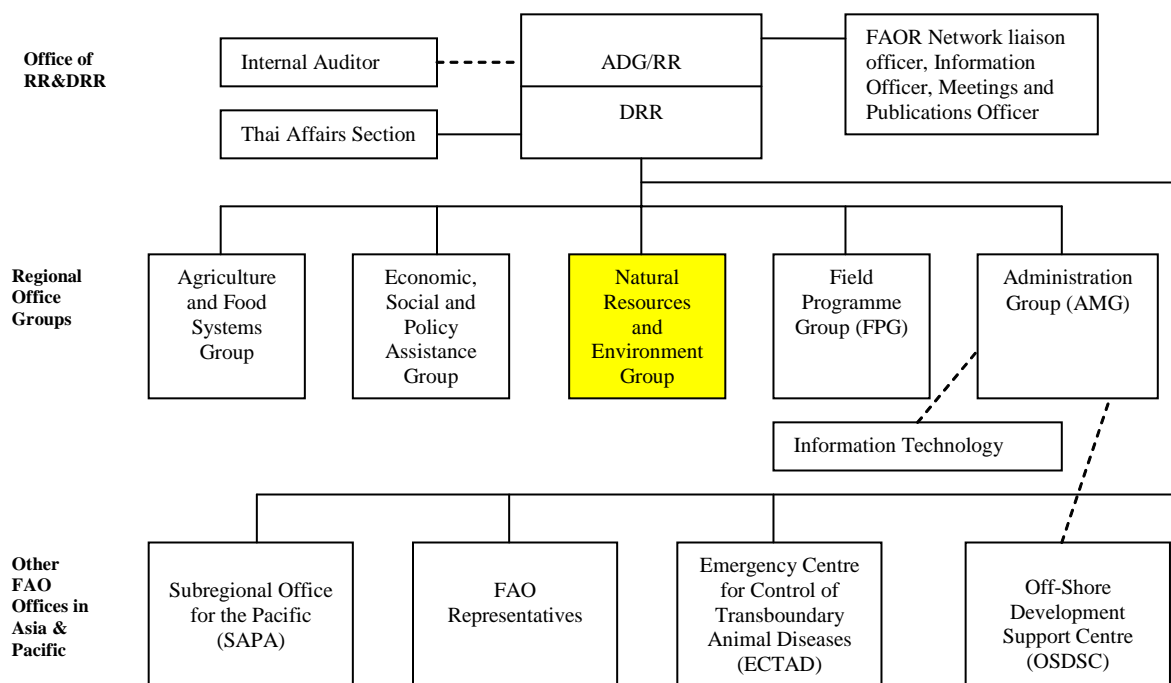 Office of
RR&DRR
Internal Auditor
Thai Affairs Section
ADG/RR
DRR
FAOR Network liaison
officer, Information
Officer, Meetings and
Publications Officer
Regional
Office
Groups
Agriculture
and Food
Systems
Group
Economic,
Social and
Policy
Assistance
Group
Natural
Resources
and
Environment
Group
Field
Programme
Group (FPG)
Administration
Group (AMG)
Information Technology
Other
FAO
Offices in
Asia &
Pacific
Subregional Office
for the Pacific
(SAPA)
FAO
Representatives
Emergency Centre
for Control of
Transboundary
Animal Diseases
(ECTAD)
Off-Shore
Development
Support Centre
(OSDSC)